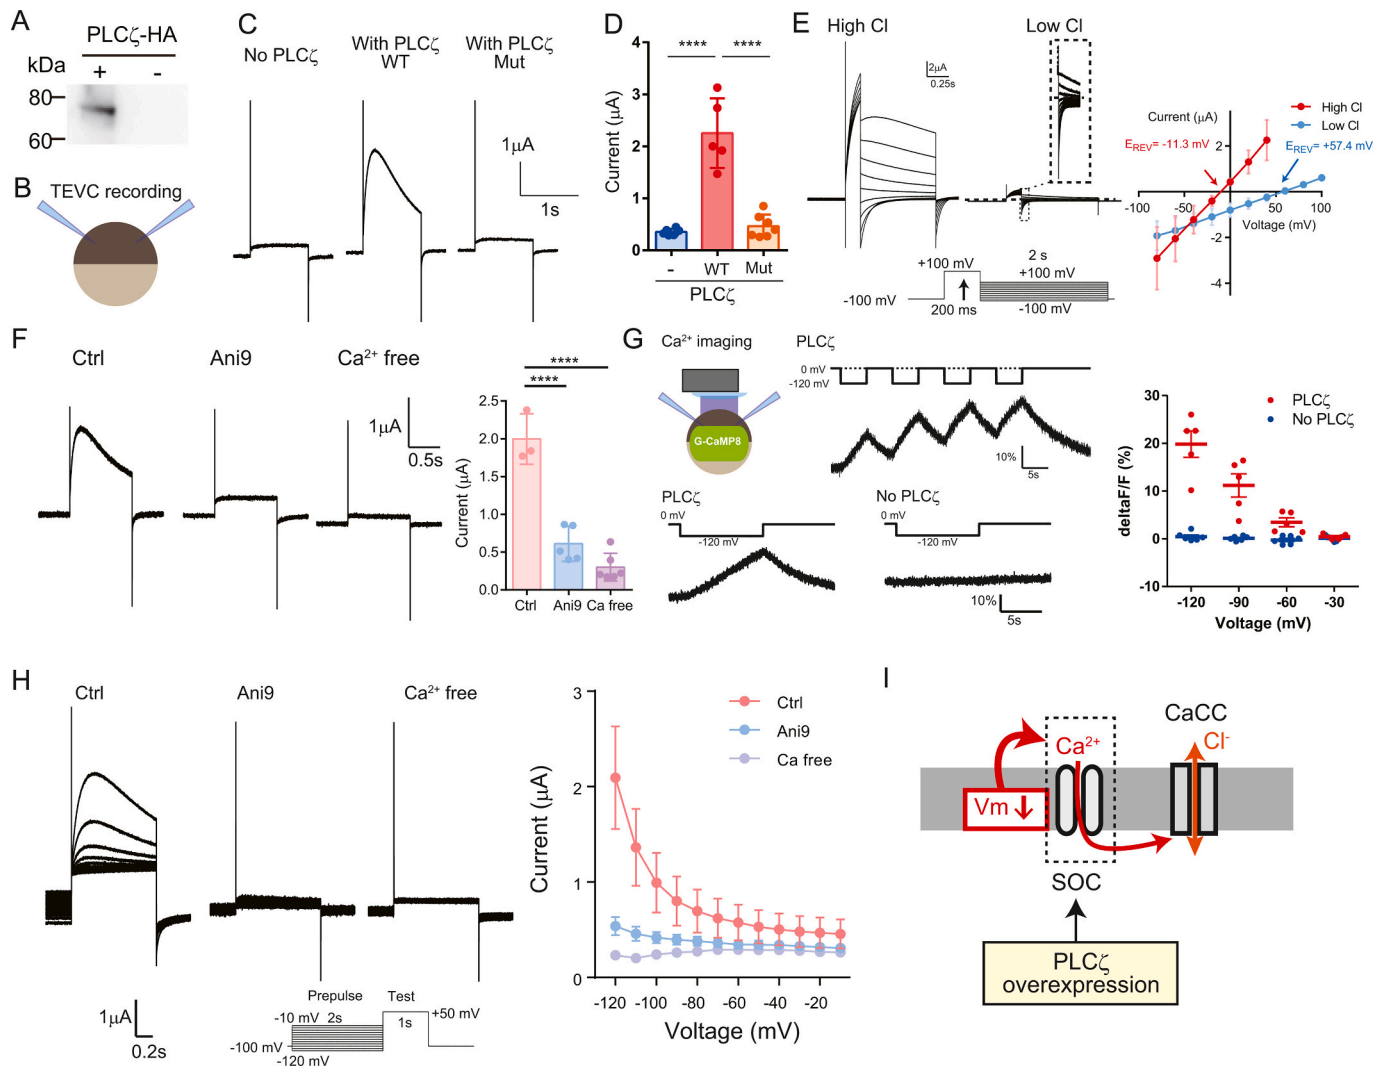 A
PLCζ-HA
kDa
+
-
80
60
B
TEVC recording
C
No PLCζ
With PLCζ
WT
With PLCζ
Mut
1μA
1s
D
****
****
Current (μA)
4
3
2
1
0
-
WT
Mut
PLCζ
E
High Cl
Low Cl
2μA
0.25s
+100 mV
2 s
+100 mV
-100 mV
-100 mV
200 ms
Current (μA)
High Cl
Low Cl
EREV= -11.3 mV
EREV= +57.4 mV
2
-100
-50
0
50
100
Voltage (mV)
-2
-4
F
Ctrl
Ani9
Ca2+ free
1μA
0.5s
****
****
Current (μA)
2.5
2.0
1.5
1.0
0.5
0.0
Ctrl
Ani9
Ca free
G
Ca2+ imaging
G-CaMP8
PLCζ
0 mV
-120 mV
10%
5s
PLCζ
0 mV
-120 mV
No PLCζ
0 mV
-120 mV
10%
5s
PLCζ
No PLCζ
deltaF/F (%)
30
20
10
0
-10
-120
-90
-60
-30
Voltage (mV)
H
Ctrl
Ani9
Ca2+ free
1μA
0.2s
Prepulse
Test
-10 mV
2s
+50 mV
1s
-100 mV
-120 mV
Current (μA)
3
2
1
0
Ctrl
Ani9
Ca free
-120
-100
-80
-60
-40
-20
Voltage (mV)
I
CaCC
Ca2+
Cl-
Vm
SOC
PLCζ
overexpression